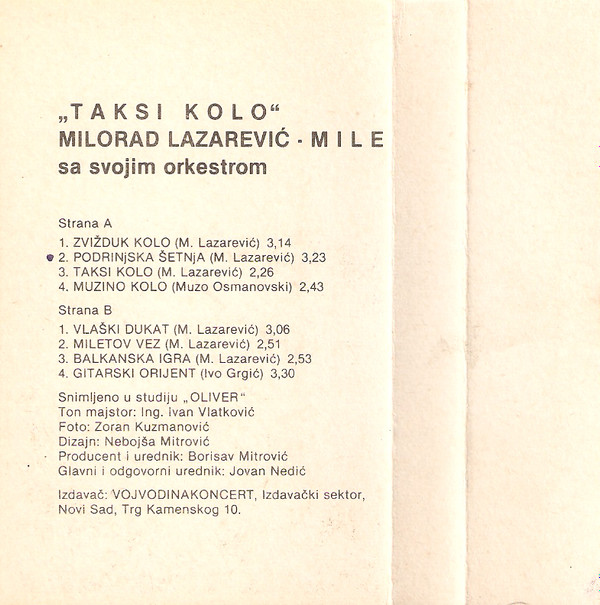 „TAKSI KOLO“
MILORAD LAZAREVIĆ - MILE
sa svojim orkestrom
Strana A
1. ZVIŽDUK KOLO (M. Lazarević) 3,14
2. PODRINjSKA ŠETNjA (M. Lazarević) 3,23
3. TAKSI KOLO (M. Lazarević) 2,26
4. MUZINO KOLO (Muzo Osmanovski) 2,43
Strana B
1. VLAŠKI DUKAT (M. Lazarević) 3,06
2. MILETOV VEZ (M. Lazarević) 2,51
3. BALKANSKA IGRA (M. Lazarević) 2,53
4. GITARSKI ORIJENT (Ivo Grgić) 3,30
Snimljeno u studiju „OLIVER“
Ton majstor: Ing. Ivan Vlatković
Foto: Zoran Kuzmanović
Dizajn: Nebojša Mitrović
Producent i urednik: Borisav Mitrović
Glavni i odgovorni urednik: Jovan Nedić
Izdavač: VOJVODINAKONCERT, Izdavački sektor,
Novi Sad, Trg Kamenskog 10.